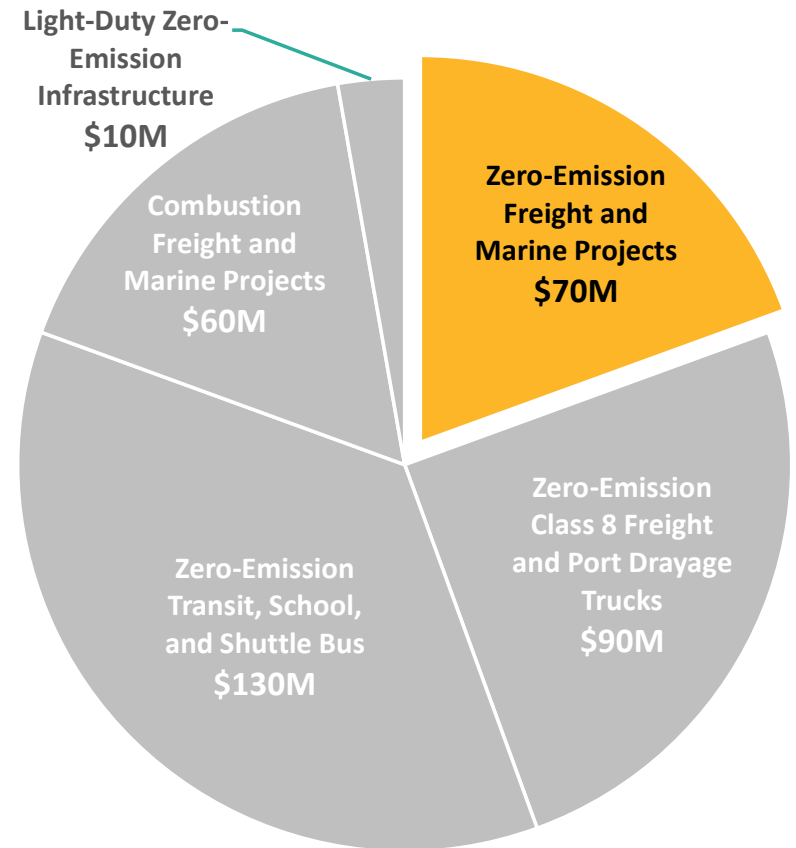 Light-Duty Zero-
Emission
Infrastructure
$10M
Zero-Emission
Freight and
Marine Projects
$70M
Combustion
Freight and
Marine Projects
$60M
Zero-Emission
Class 8 Freight
and Port Drayage
Trucks
$90M
Zero-Emission
Transit, School,
and Shuttle Bus
$130M